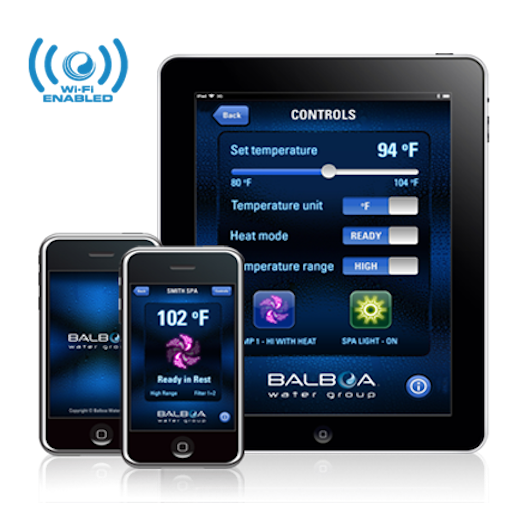 Wi-Fi
ENABLED
iPad
Back
CONTROLS
Set temperature
94 °F
80 °F
104 °F
Temperature unit
°F
Heat mode
READY
mperature range
HIGH
MP 1 - HI WITH HEAT
SPA LIGHT - ON
BALBOA
water group
BALBOA
water group
Copyright © Balboa Water
Back
SMITH SPA
102 °F
Ready in Rest
High Range
Filter 1+2
BALBOA
water group